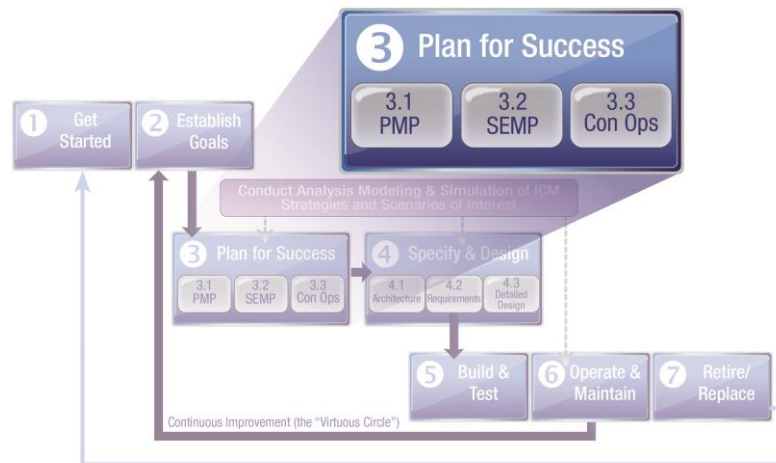 3 Plan for Success
3.1
PMP
3.2
SEMP
3.3
Con Ops
1 Get
Started
2 Establish
Goals
Conduct Analysis Modeling & Simulation of ICM
Strategies and Scenarios of Interest
3 Plan for Success
3.1
PMP
3.2
SEMP
3.3
Con Ops
4 Specify & Design
4.1
Architecture
4.2
Requirements
4.3
Detailed
Design
5 Build &
Test
6 Operate &
Maintain
7 Retire/
Replace
Continuous Improvement (the “Virtuous Circle”)